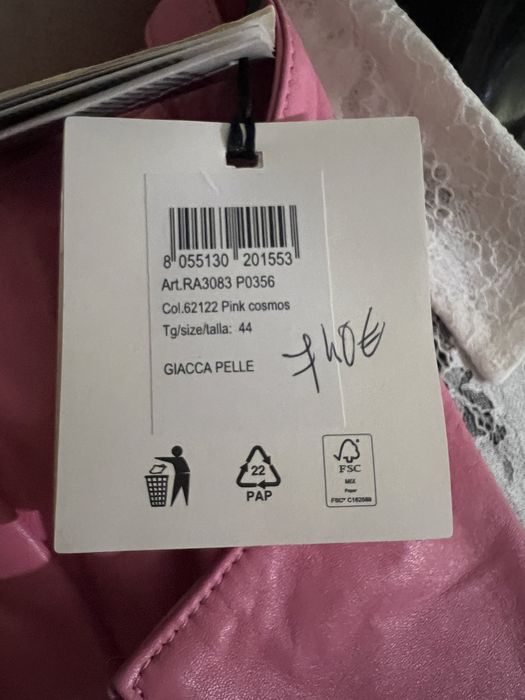 8 055130 201553
Art.RA3083 P0356
Col.62122 Pink cosmos
Tg/size/talla: 44
GIACCA PELLE
740€
22
PAP
FSC
MIX
Paper
FSC® C162589